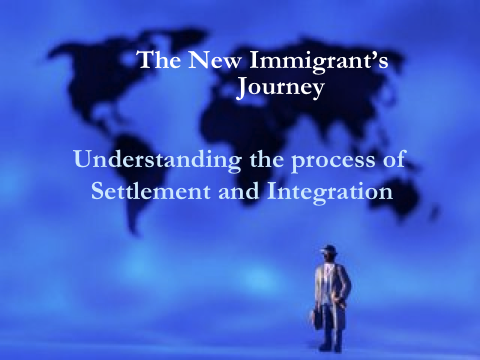 The New Immigrant’s
Journey
Understanding the process of
Settlement and Integration